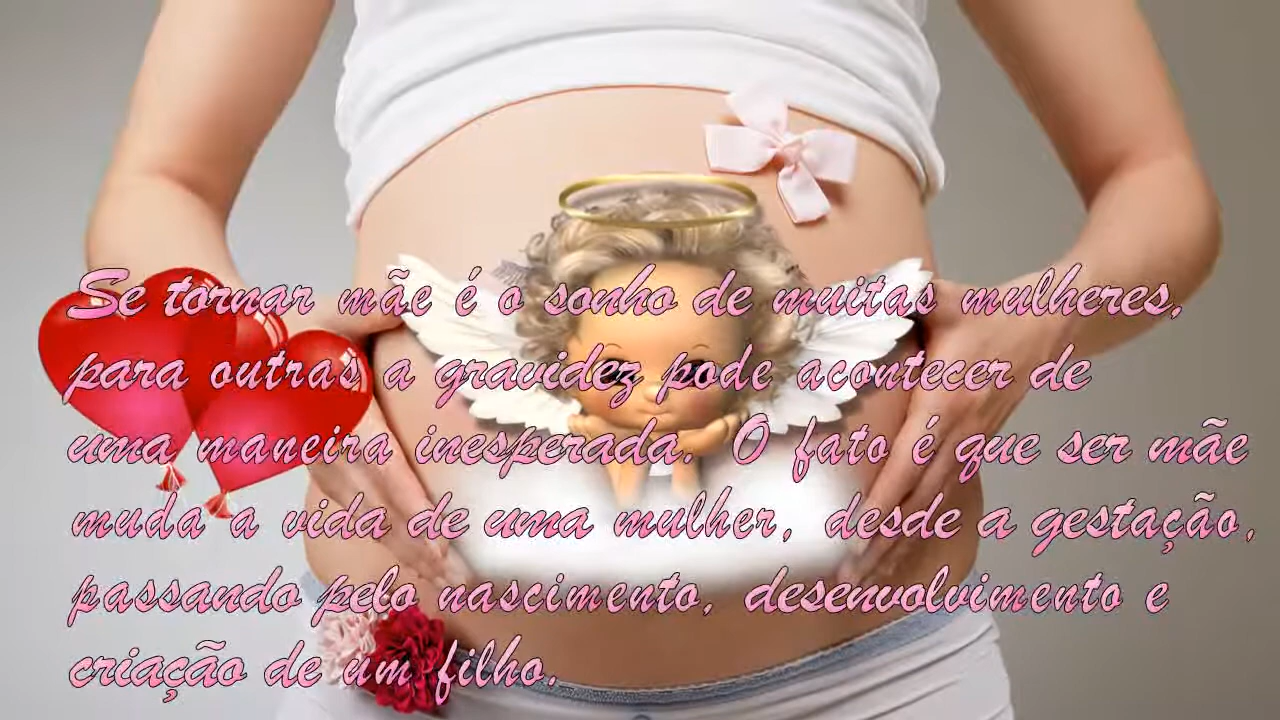 Se tornar mãe é o sonho de muitas mulheres,
para outras a gravidez pode acontecer de
uma maneira inesperada. O fato é que ser mãe
muda a vida de uma mulher, desde a gestação,
passando pelo nascimento, desenvolvimento e
criação de um filho.